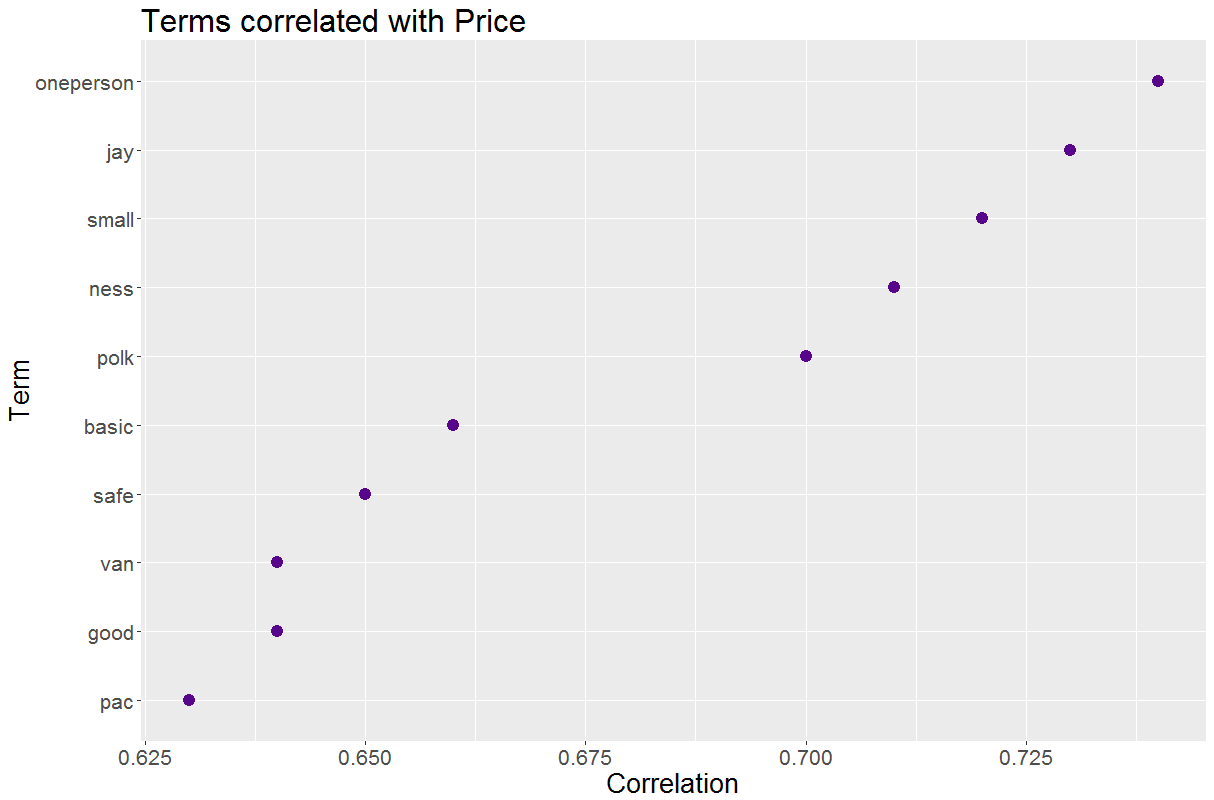 Terms correlated with Price
oneperson
jay
small
ness
polk
basic
safe
van
good
pac
Term
0.625 0.650 0.675 0.700 0.725
Correlation